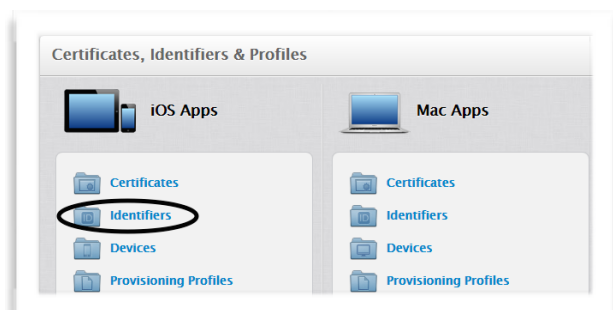 Certificates, Identifiers & Profiles
iOS Apps
Certificates
Identifiers
Devices
Provisioning Profiles
Mac Apps
Certificates
Identifiers
Devices
Provisioning Profiles